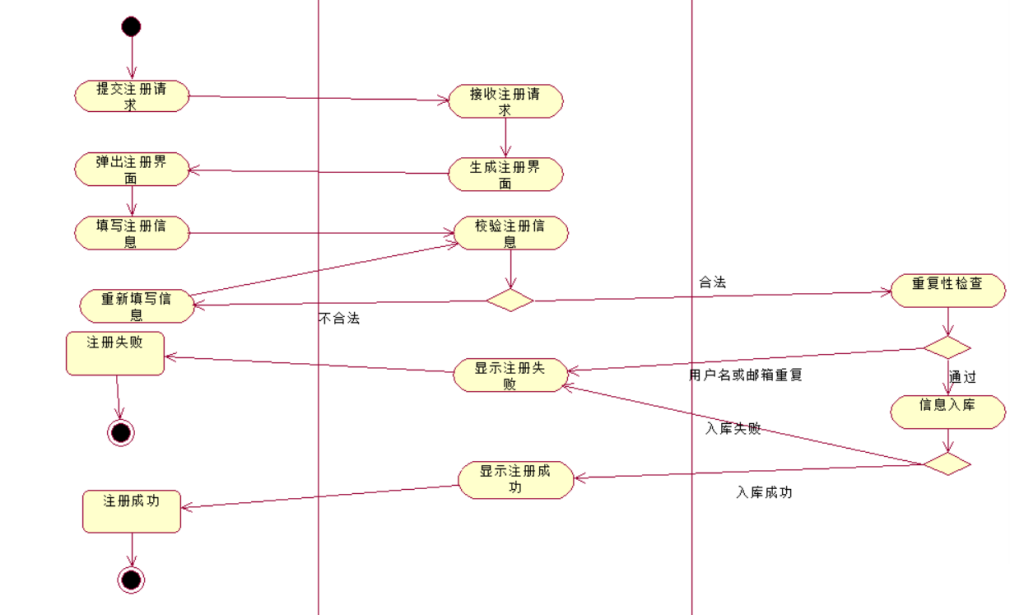 提交注册请
求
接收注册请
求
弹出注册界
面
生成注册界
面
填写注册信
息
校验注册信
息
合法
重复性检查
重新填写信
息
不合法
注册失败
显示注册失
败
用户名或邮箱重复
通过
信息入库
入库失败
显示注册成
功
入库成功
注册成功